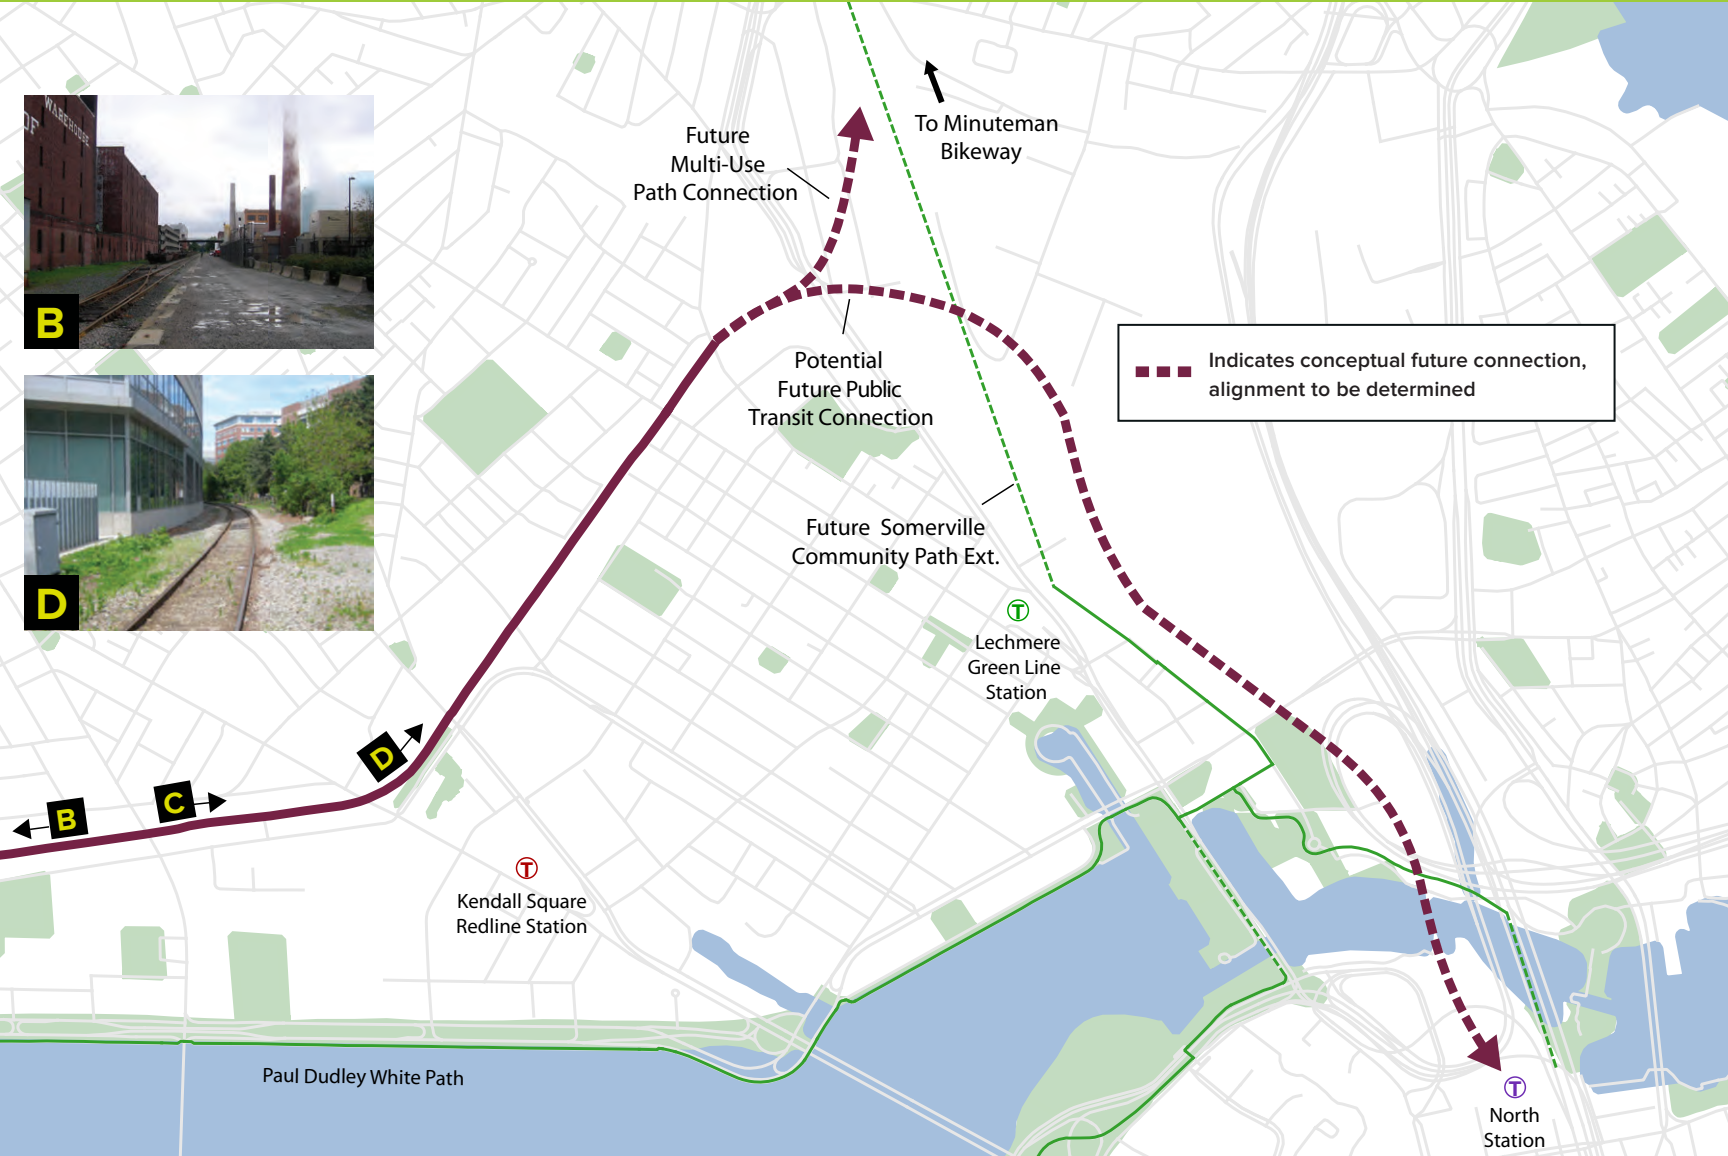 WAREHOUSE
OF
B
D
Future
Multi-Use
Path Connection
To Minuteman
Bikeway
Potential
Future Public
Transit Connection
Indicates conceptual future connection,
alignment to be determined
Future Somerville
Community Path Ext.
T
Lechmere
Green Line
Station
D
C
B
T
Kendall Square
Redline Station
Paul Dudley White Path
T
North
Station